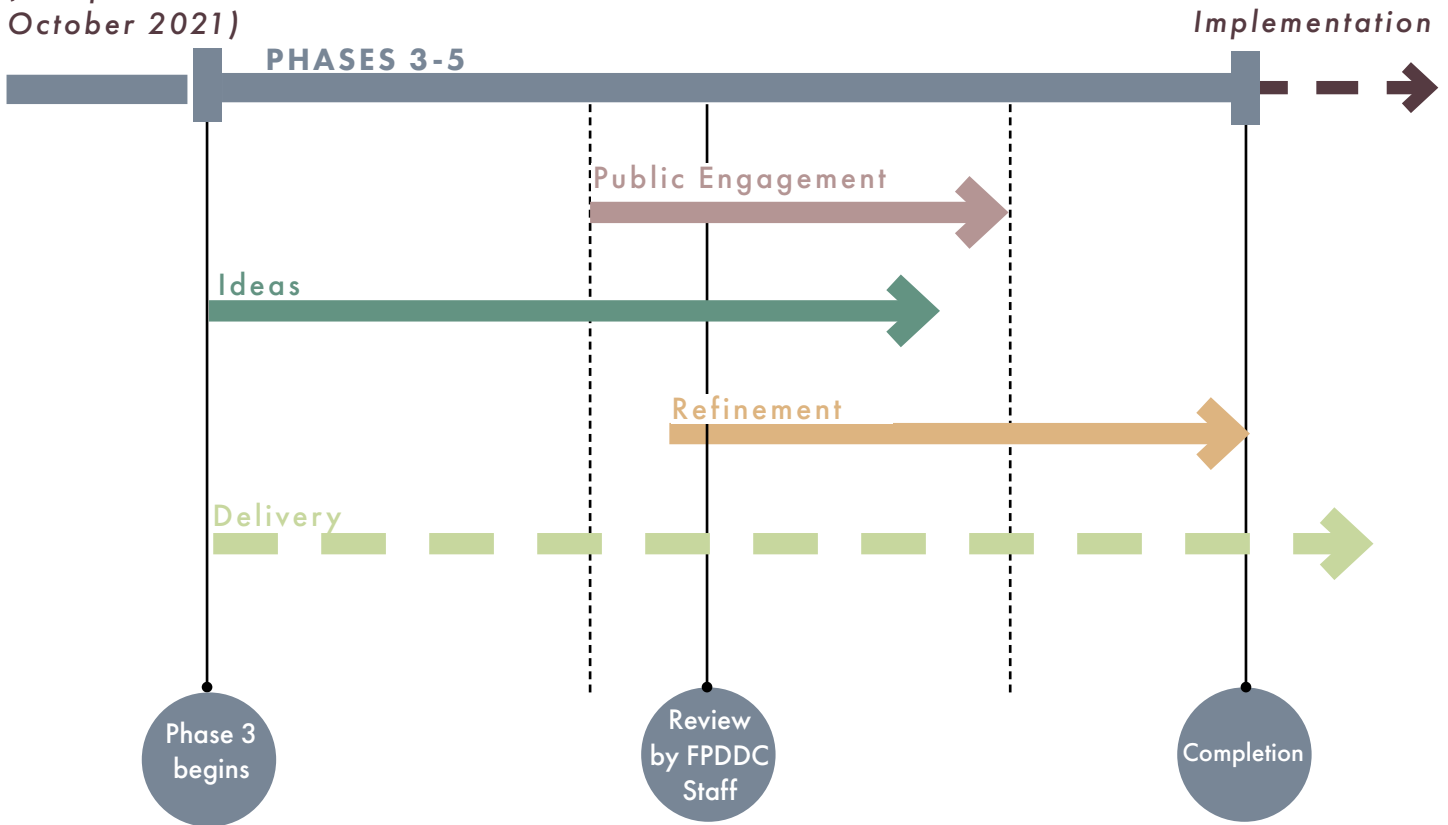 October 2021)
Implementation
PHASES 3-5
Public Engagement
Ideas
Refinement
Delivery
Phase 3
begins
Review
by FPDDC
Staff
Completion